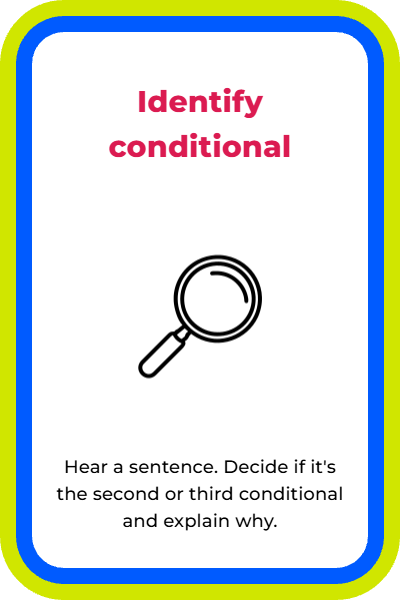 Identify
conditional
Hear a sentence. Decide if it's
the second or third conditional
and explain why.